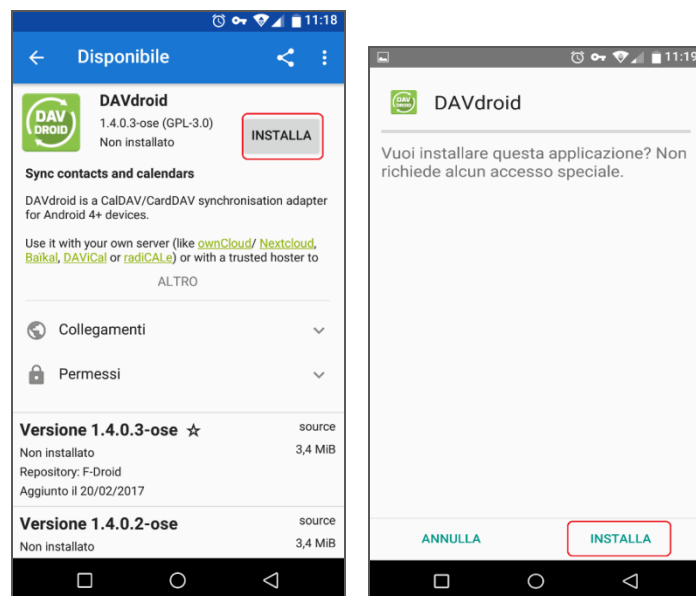 11:18
Disponibile
DAV
DROID
DAVdroid
1.4.0.3-ose (GPL-3.0)
Non installato
INSTALLA
Sync contacts and calendars
DAVdroid is a CalDAV/CardDAV synchronisation adapter
for Android 4+ devices.
Use it with your own server (like ownCloud/ Nextcloud,
Baïkal, DAViCal or radiCALe) or with a trusted hoster to
ALTRO
Collegamenti
Permessi
Versione 1.4.0.3-ose ☆ source
Non installato 3,4 MiB
Repository: F-Droid
Aggiunto il 20/02/2017
Versione 1.4.0.2-ose source
Non installato 3,4 MiB
11:19
DAV
DROID
DAVdroid
Vuoi installare questa applicazione? Non
richiede alcun accesso speciale.
ANNULLA INSTALLA